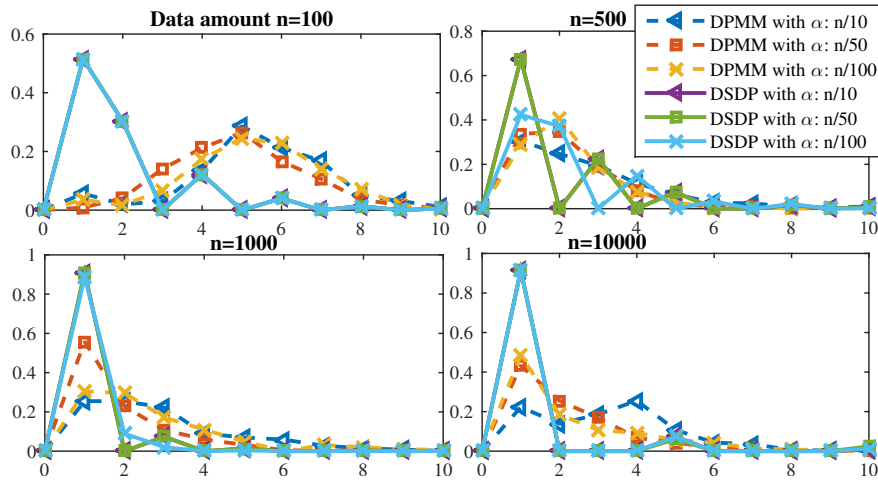 Data amount n=100
0.6
0.4
0.2
0
0 2 4 6 8 10
n=500
0.8
0.6
0.4
0.2
0
0 2 4 6 8 10
DPMM with α: n/10
DPMM with α: n/50
DPMM with α: n/100
DSDP with α: n/10
DSDP with α: n/50
DSDP with α: n/100
n=1000
1
0.8
0.6
0.4
0.2
0
0 2 4 6 8 10
n=10000
1
0.8
0.6
0.4
0.2
0
0 2 4 6 8 10